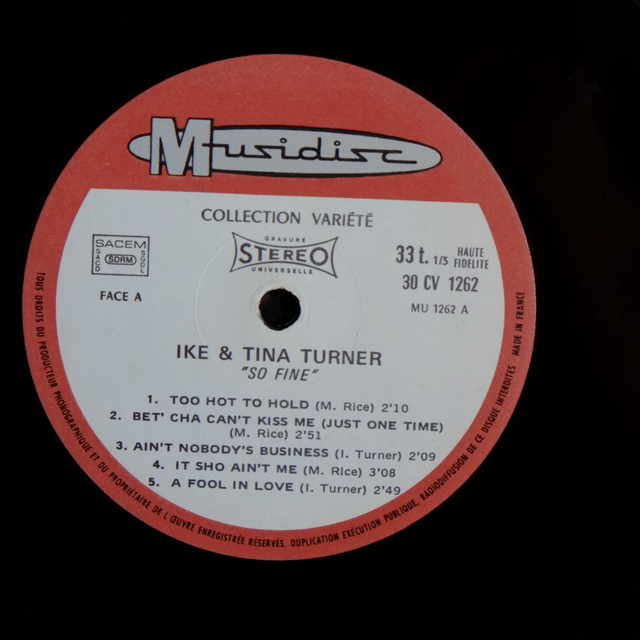 Musidisc
COLLECTION VARIÉTÉ
GRAVURE
STEREO
UNIVERSELLE
SACEM
SACD
SDRM
SGDL
FACE A
33 t. 1/3 HAUTE FIDELITE
30 CV 1262
MU 1262 A
IKE & TINA TURNER
"SO FINE"
1. TOO HOT TO HOLD (M. Rice) 2'10
2. BET' CHA CAN'T KISS ME (JUST ONE TIME)
(M. Rice) 2'51
3. AIN'T NOBODY'S BUSINESS (I. Turner) 2'09
4. IT SHO AIN'T ME (M. Rice) 3'08
5. A FOOL IN LOVE (I. Turner) 2'49
TOUS DROITS DU PRODUCTEUR PHONOGRAPHIQUE ET DU PROPRIÉTAIRE DE L'ŒUVRE ENREGISTRÉE RÉSERVÉS. DUPLICATION EXÉCUTION PUBLIQUE, RADIODIFFUSION DE CE DISQUE INTERDITES MADE IN FRANCE